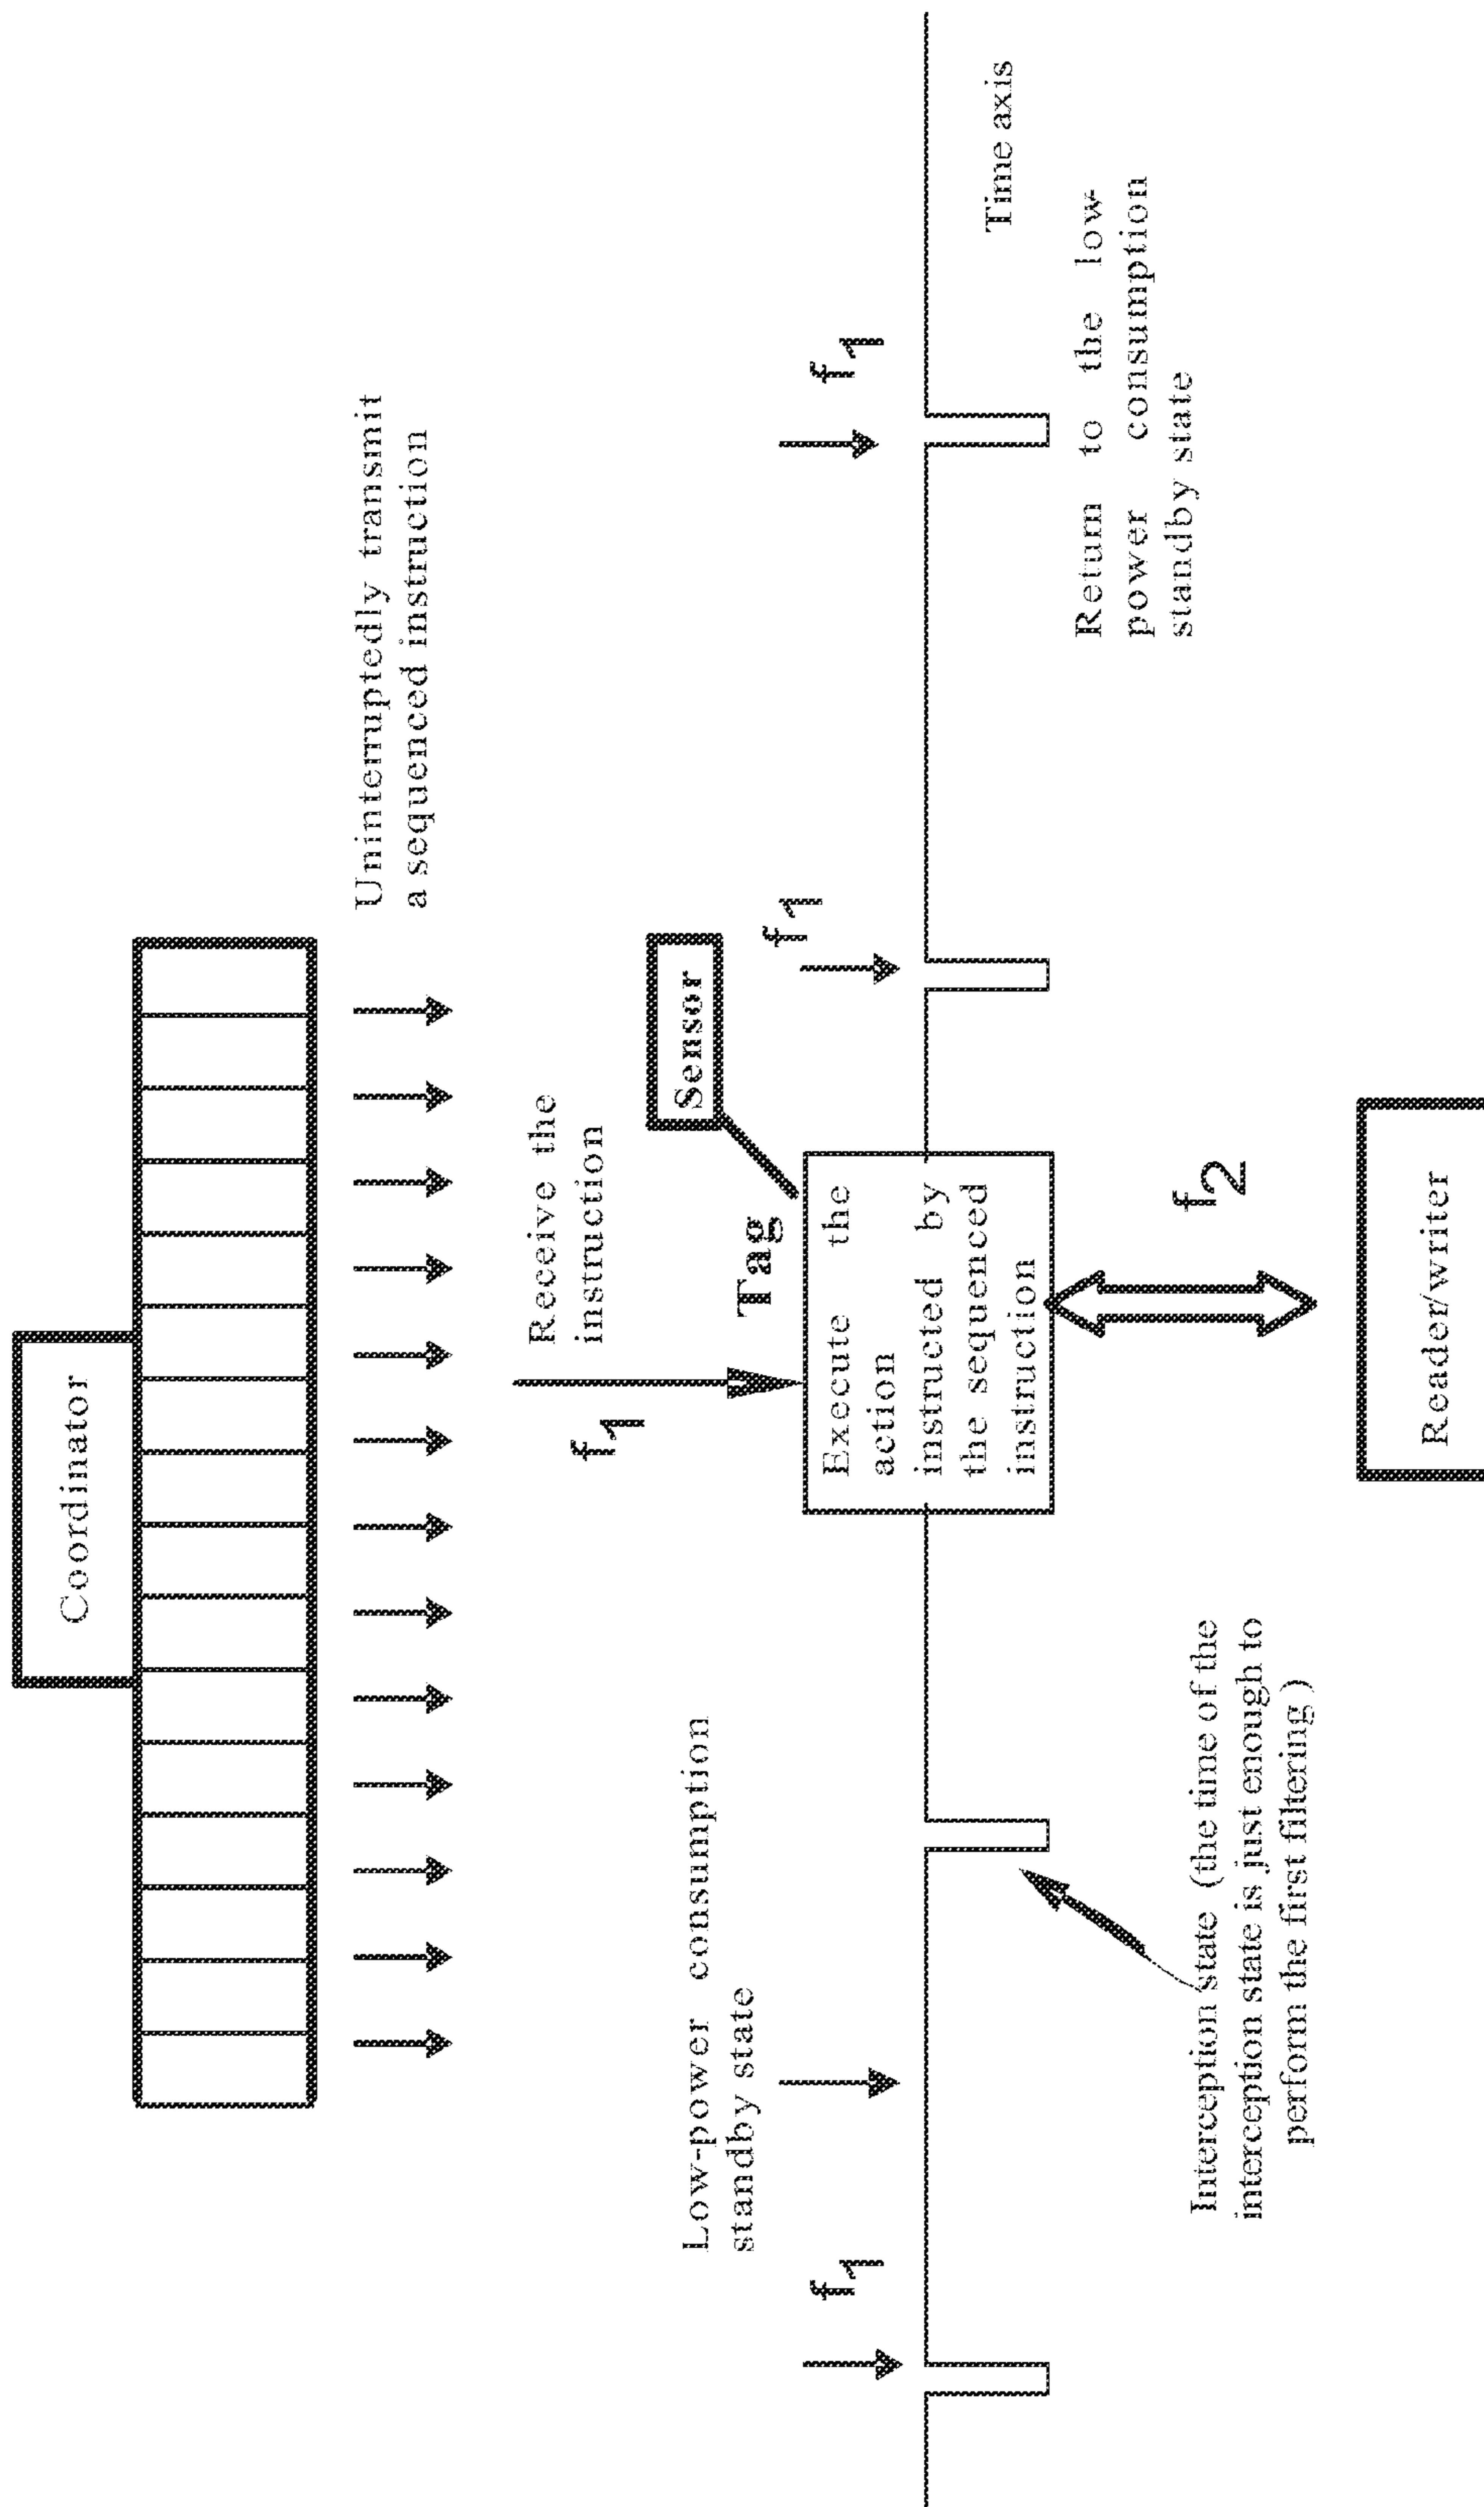 Coordinator
Uninterruptedly transmit
a sequenced instruction
Receive the
instruction
f1
Sensor
Tag
Low-power consumption
standby state
f1
f1
f1
Execute the
action
instructed by
the sequenced
instruction
Time axis
Return to the low-
power consumption
standby state
Interception state (the time of the
interception state is just enough to
perform the first filtering )
f2
Reader/writer